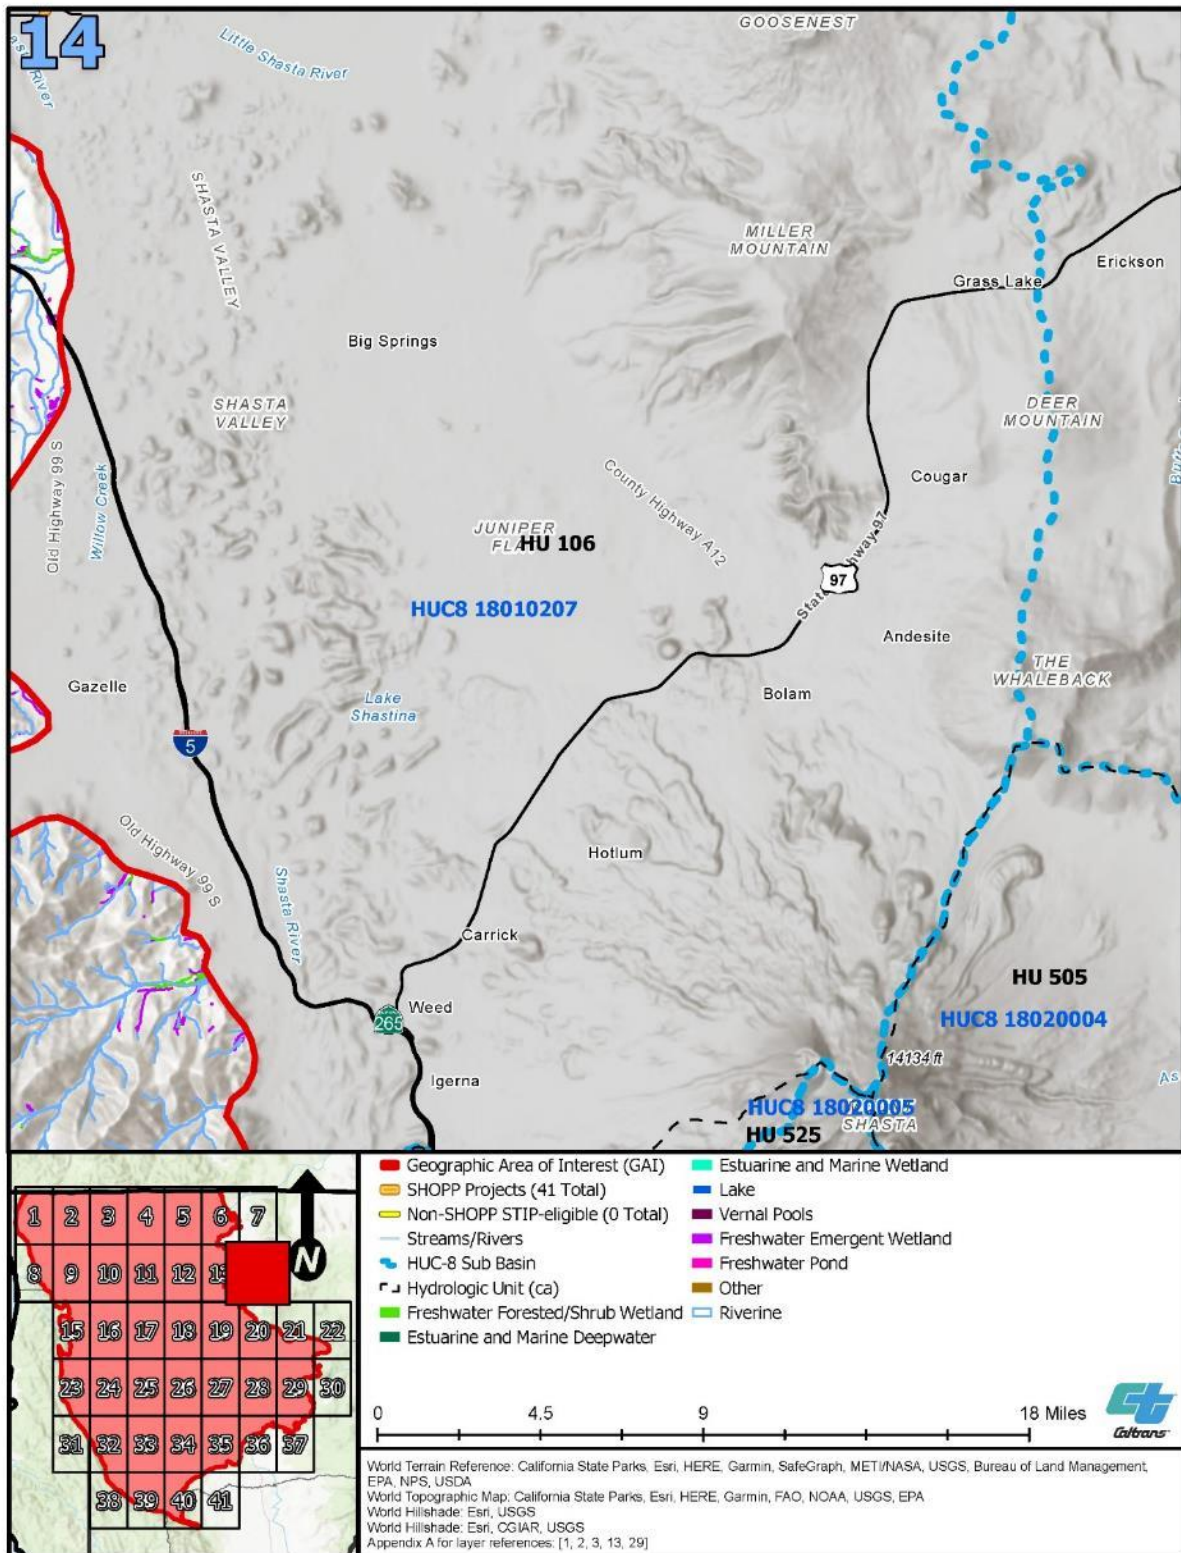 14
GOOSENEST
Little Shasta River
River
SHASTA VALLEY
MILLER
MOUNTAIN
Erickson
Grass Lake
Big Springs
SHASTA
VALLEY
DEER
MOUNTAIN
Old Highway 99 S
Willow Creek
County Highway A12
Cougar
JUNIPER
HU 106
97
HUC8 18010207
Andesite
THE
WHALEBACK
Gazelle
Lake
Shastina
Bolam
5
Old Highway 99 S
Hotlum
Shasta River
Carrick
HU 505
Weed
265
HUC8 18020004
14134 ft
Igerna
HUC8 18020005
SHASTA
HU 525
Geographic Area of Interest (GAI)
SHOPP Projects (41 Total)
Non-SHOPP STIP-eligible (0 Total)
Streams/Rivers
HUC-8 Sub Basin
Hydrologic Unit (ca)
Freshwater Forested/Shrub Wetland
Estuarine and Marine Deepwater
Estuarine and Marine Wetland
Lake
Vernal Pools
Freshwater Emergent Wetland
Freshwater Pond
Other
Riverine
1 2 3 4 5 6 7
8 9 10 11 12 13
15 16 17 18 19 20 21 22
23 24 25 26 27 28 29 30
31 32 33 34 35 36 37
38 39 40 41
N
0 4.5 9 18 Miles
Ct
Caltrans
World Terrain Reference: California State Parks, Esri, HERE, Garmin, SafeGraph, METI/NASA, USGS, Bureau of Land Management,
EPA, NPS, USDA
World Topographic Map: California State Parks, Esri, HERE, Garmin, FAO, NOAA, USGS, EPA
World Hillshade: Esri, USGS
World Hillshade: Esri, CGIAR, USGS
Appendix A for layer references: [1, 2, 3, 13, 29]